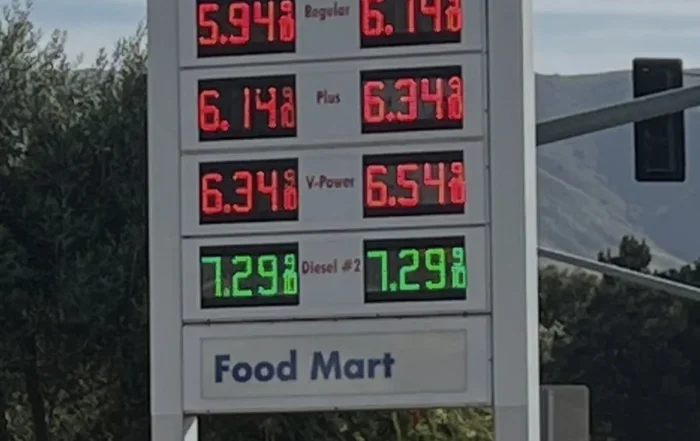 5.94 9/10 Regular 6.14 9/10
6.14 9/10 Plus 6.34 9/10
6.34 9/10 V-Power 6.54 9/10
7.29 9/10 Diesel #2 7.29 9/10
Food Mart